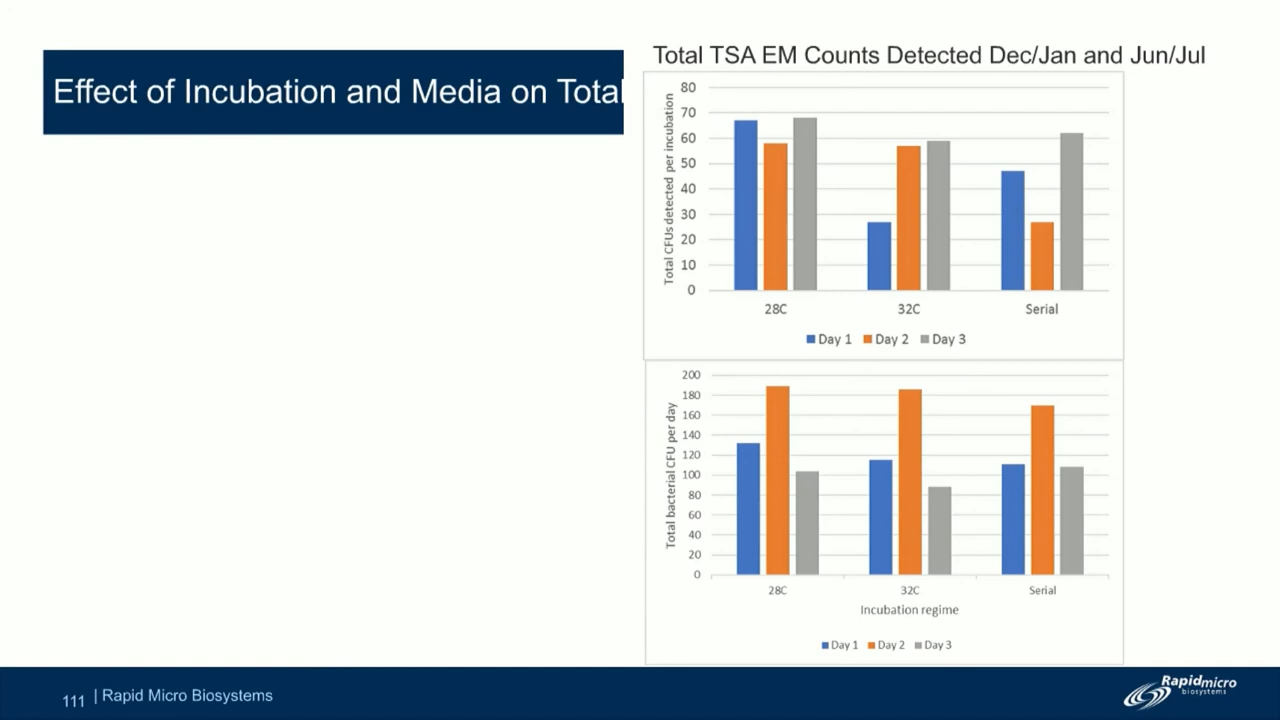 Effect of Incubation and Media on Total
Total TSA EM Counts Detected Dec/Jan and Jun/Jul
Total CFUs detected per incubation
80
70
60
50
40
30
20
10
0
28C 32C Serial
Day 1 Day 2 Day 3
Total bacterial CFU per day
200
180
160
140
120
100
80
60
40
20
0
28C 32C Serial
Incubation regime
Day 1 Day 2 Day 3
111 | Rapid Micro Biosystems
Rapidmicro
biosystems